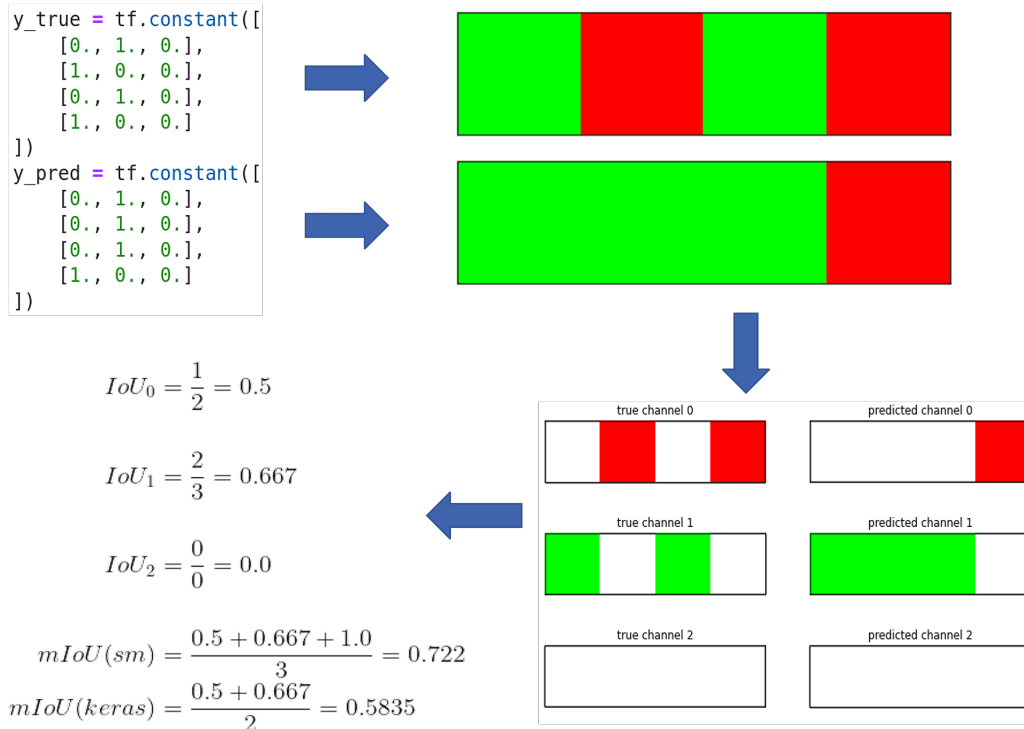 y_true = tf.constant([
[0., 1., 0.],
[1., 0., 0.],
[0., 1., 0.],
[1., 0., 0.]
])
y_pred = tf.constant([
[0., 1., 0.],
[0., 1., 0.],
[0., 1., 0.],
[1., 0., 0.]
])
true channel 0
predicted channel 0
true channel 1
predicted channel 1
true channel 2
predicted channel 2
IoU₀ = 1/2 = 0.5
IoU₁ = 2/3 = 0.667
IoU₂ = 0/0 = 0.0
mIoU(sm) = (0.5 + 0.667 + 1.0)/3 = 0.722
mIoU(keras) = (0.5 + 0.667)/2 = 0.5835